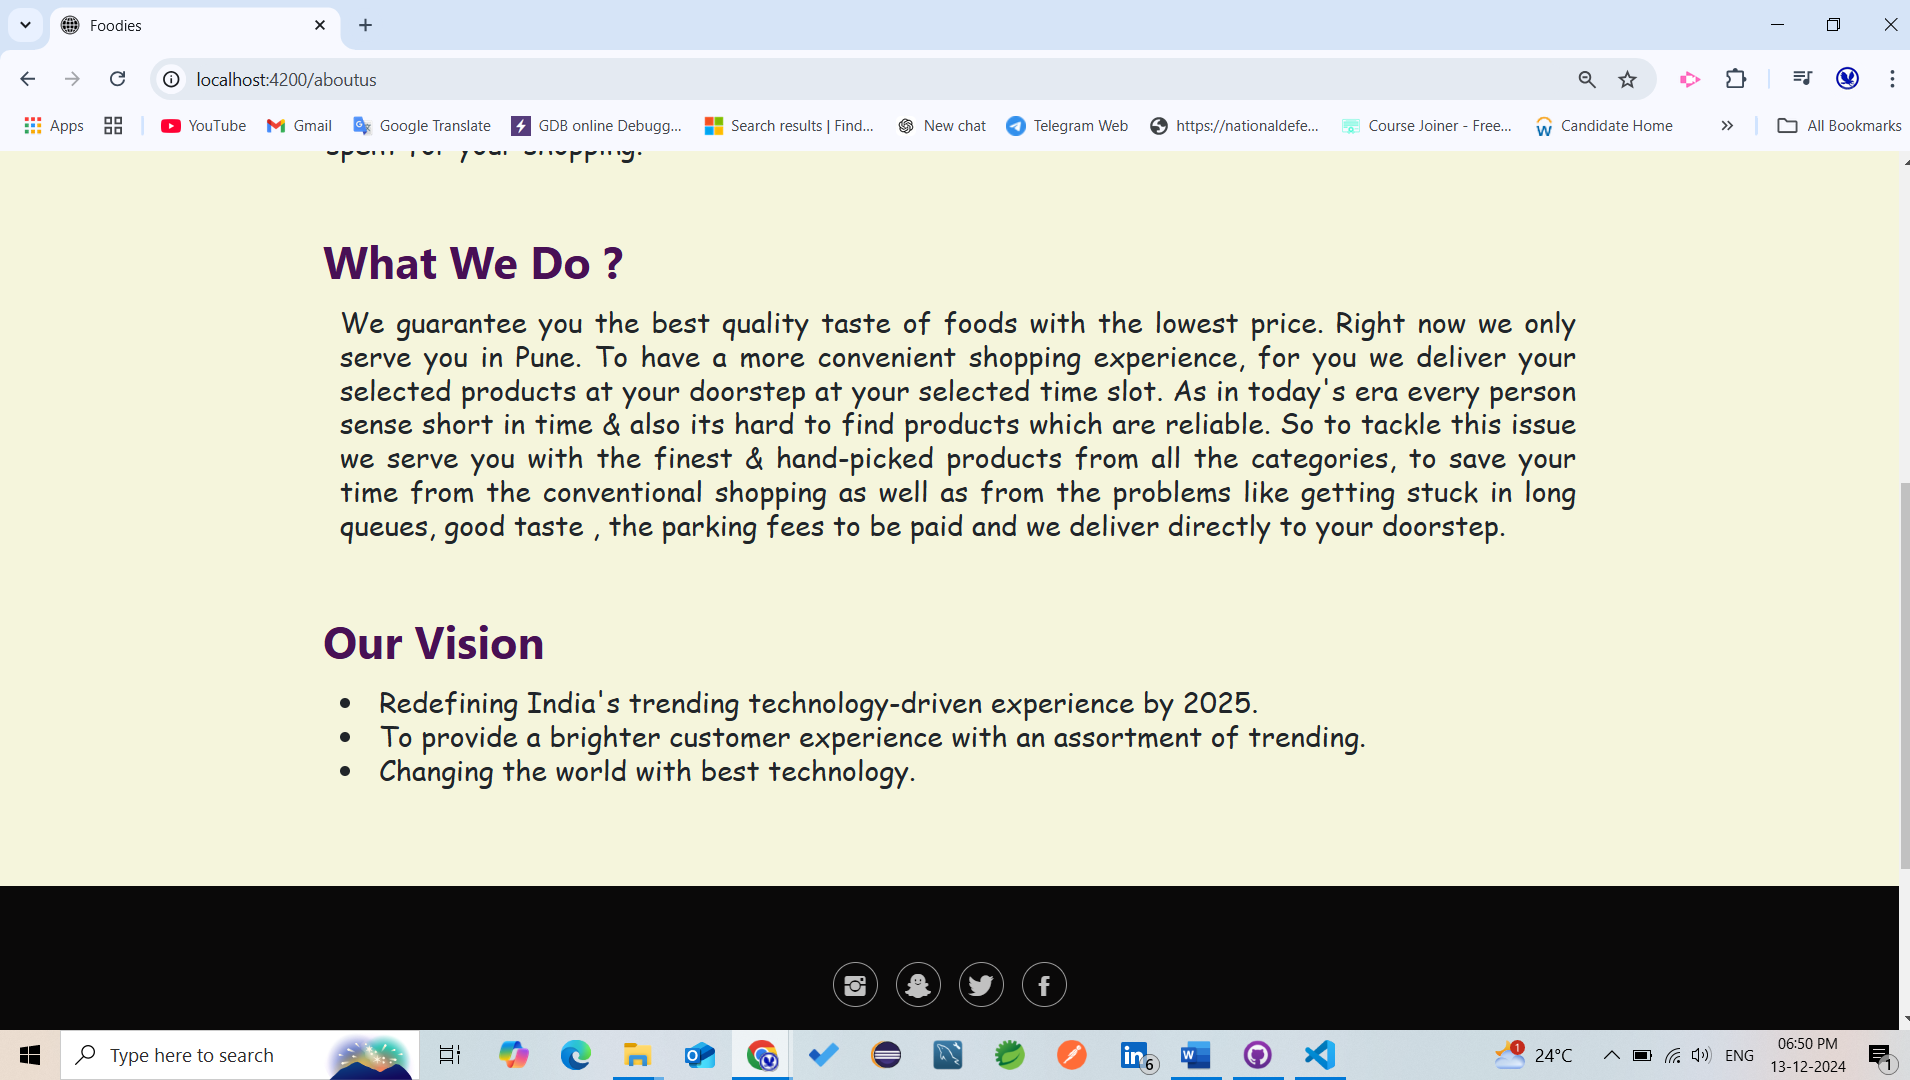 Foodies
localhost:4200/aboutus
Apps YouTube Gmail Google Translate GDB online Debugg... Search results | Find... New chat Telegram Web https://nationaldefe... Course Joiner - Free... Candidate Home All Bookmarks
spent for your shopping.
What We Do ?
We guarantee you the best quality taste of foods with the lowest price. Right now we only
serve you in Pune. To have a more convenient shopping experience, for you we deliver your
selected products at your doorstep at your selected time slot. As in today's era every person
sense short in time & also its hard to find products which are reliable. So to tackle this issue
we serve you with the finest & hand-picked products from all the categories, to save your
time from the conventional shopping as well as from the problems like getting stuck in long
queues, good taste , the parking fees to be paid and we deliver directly to your doorstep.
Our Vision
• Redefining India's trending technology-driven experience by 2025.
• To provide a brighter customer experience with an assortment of trending.
• Changing the world with best technology.
Type here to search 6 1 24°C ENG 06:50 PM
13-12-2024 1